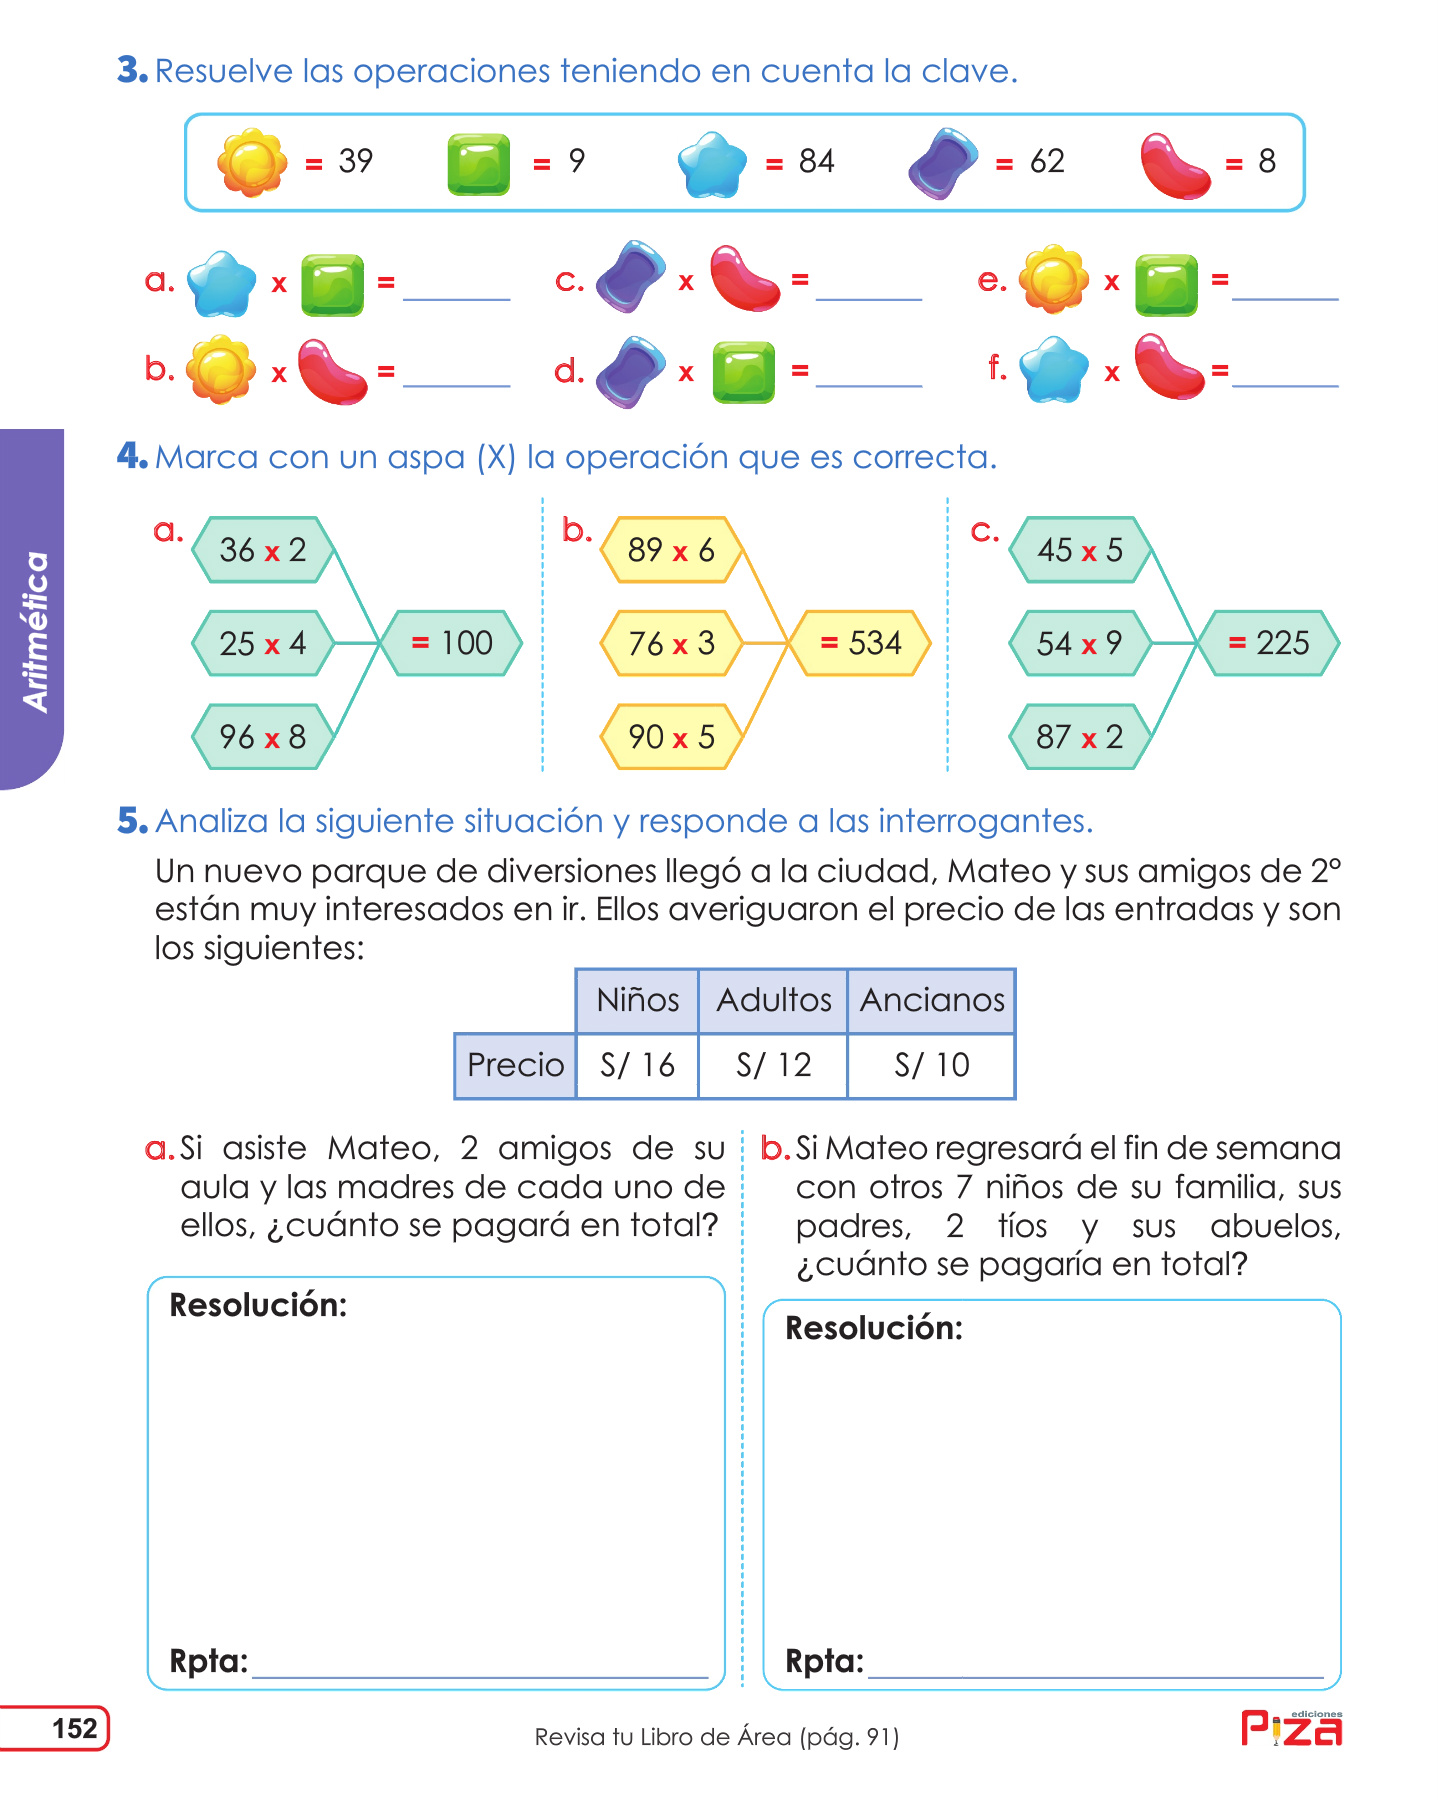 3. Resuelve las operaciones teniendo en cuenta la clave.
= 39 = 9 = 84 = 62 = 8
a. x = ______ c. x = ______ e. x = ______
b. x = ______ d. x = ______ f. x = ______
4. Marca con un aspa (X) la operación que es correcta.
a. 36 x 2
25 x 4 = 100
96 x 8
b. 89 x 6
76 x 3 = 534
90 x 5
c. 45 x 5
54 x 9 = 225
87 x 2
Aritmética
5. Analiza la siguiente situación y responde a las interrogantes.
Un nuevo parque de diversiones llegó a la ciudad, Mateo y sus amigos de 2°
están muy interesados en ir. Ellos averiguaron el precio de las entradas y son
los siguientes:
Niños Adultos Ancianos
Precio S/ 16 S/ 12 S/ 10
a. Si asiste Mateo, 2 amigos de su
aula y las madres de cada uno de
ellos, ¿cuánto se pagará en total?
Resolución:
Rpta:
b. Si Mateo regresará el fin de semana
con otros 7 niños de su familia, sus
padres, 2 tíos y sus abuelos,
¿cuánto se pagaría en total?
Resolución:
Rpta:
152
Revisa tu Libro de Área (pág. 91)
ediciones
Piza